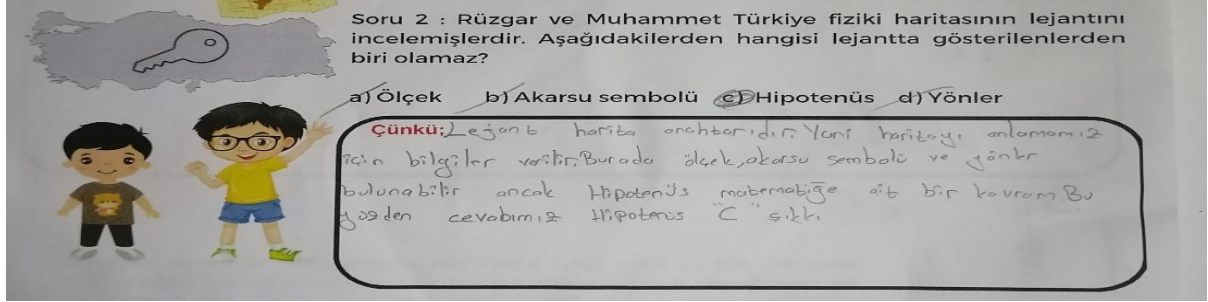 Soru 2 : Rüzgar ve Muhammet Türkiye fiziki haritasının lejantını
incelemişlerdir. Aşağıdakilerden hangisi lejantta gösterilenlerden
biri olamaz?
a) Ölçek b) Akarsu sembolü c) Hipotenüs d) Yönler
Çünkü; Lejant harita anahtarıdır. Yani haritayı anlamamız
için bilgiler verilir. Burada ölçek, akarsu sembolü ve yönler
bulunabilir ancak Hipotenüs matematiğe ait bir kavram. Bu
yüzden cevabımız Hipotenüs "C" şıkkı